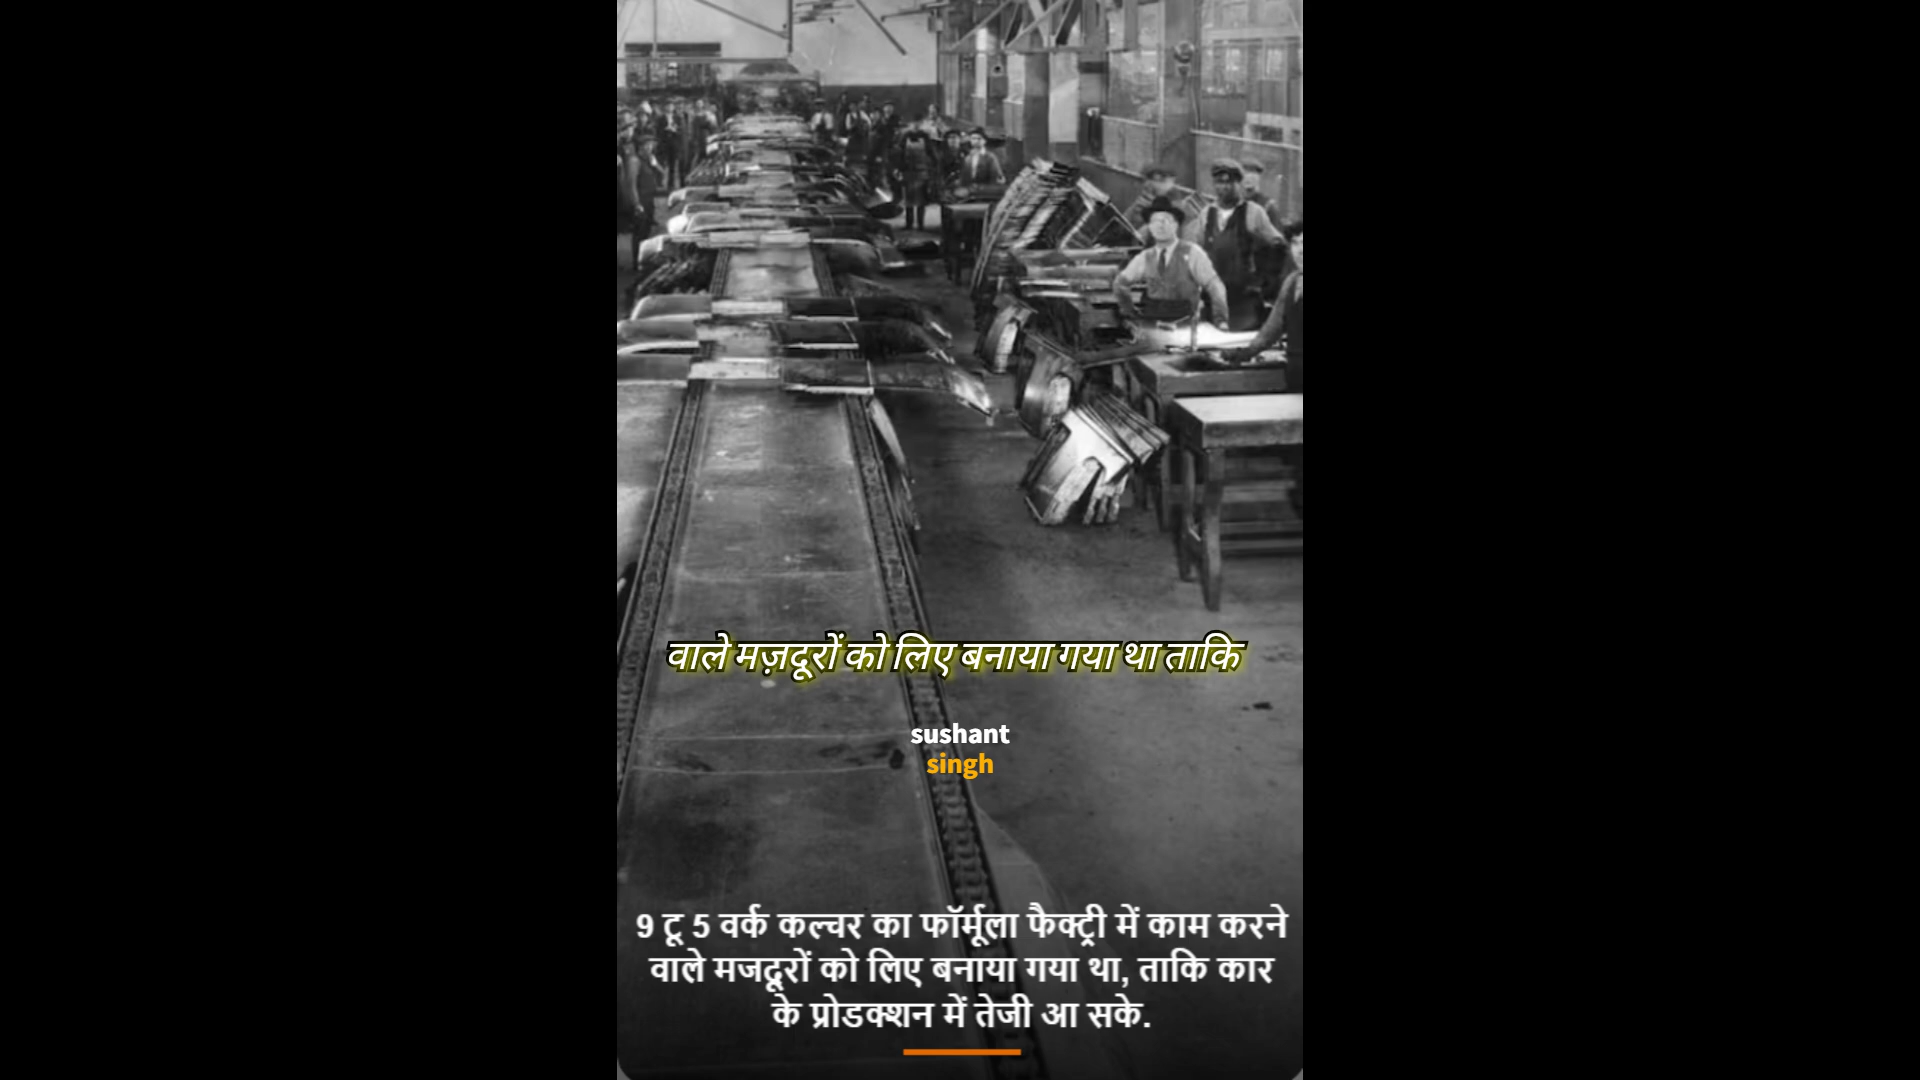 वाले मज़दूरों को लिए बनाया गया था ताकि
sushant
singh
9 टू 5 वर्क कल्चर का फॉर्मूला फैक्ट्री में काम करने
वाले मजदूरों को लिए बनाया गया था, ताकि कार
के प्रोडक्शन में तेजी आ सके.